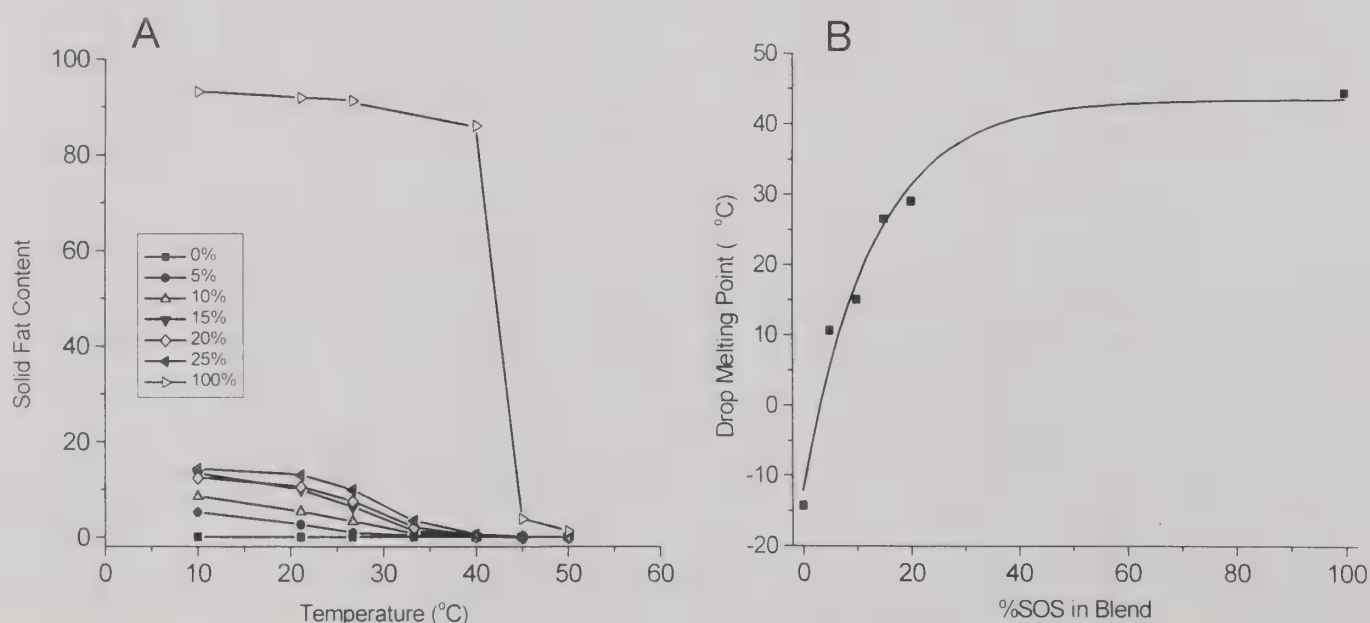 A
100
80
60
40
20
0
Solid Fat Content
0%
5%
10%
15%
20%
25%
100%
0 10 20 30 40 50 60
Temperature (°C)
B
50
40
30
20
10
0
-10
-20
Drop Melting Point ( °C)
0 20 40 60 80 100
%SOS in Blend